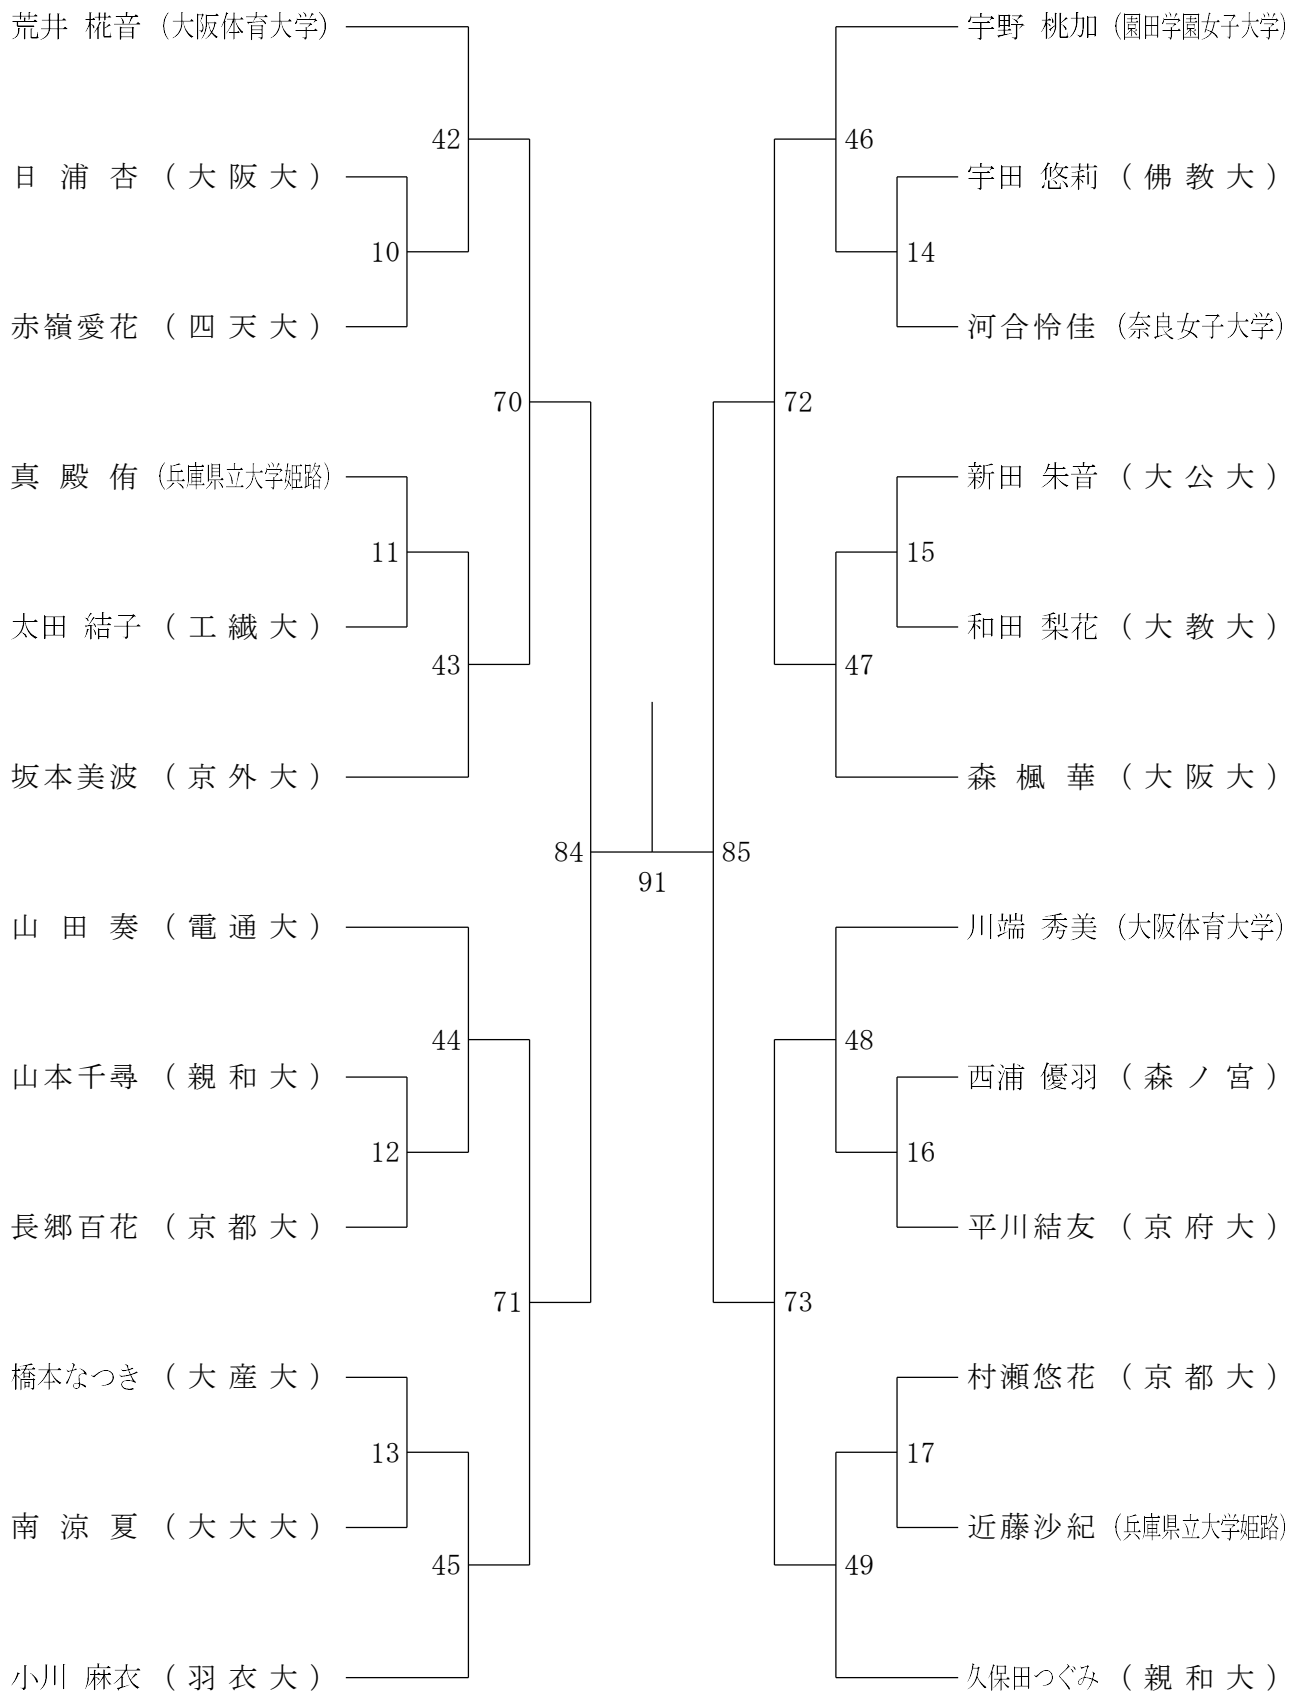 荒井 椛音 (大阪体育大学)
42
日浦杏 (大阪大)
10
赤嶺愛花 (四天大)
70
真殿侑 (兵庫県立大学姫路)
11
太田 結子 (工繊大)
43
坂本美波 (京外大)
84
山田奏 (電通大)
44
山本千尋 (親和大)
12
長郷百花 (京都大)
71
橋本なつき (大産大)
13
南涼夏 (大大大)
45
小川 麻衣 (羽衣大)
91
宇野 桃加 (園田学園女子大学)
46
宇田 悠莉 (佛教大)
14
河合怜佳 (奈良女子大学)
72
新田 朱音 (大公大)
15
和田 梨花 (大教大)
47
森楓華 (大阪大)
85
川端 秀美 (大阪体育大学)
48
西浦 優羽 (森ノ宮)
16
平川結友 (京府大)
73
村瀬悠花 (京都大)
17
近藤沙紀 (兵庫県立大学姫路)
49
久保田つぐみ (親和大)